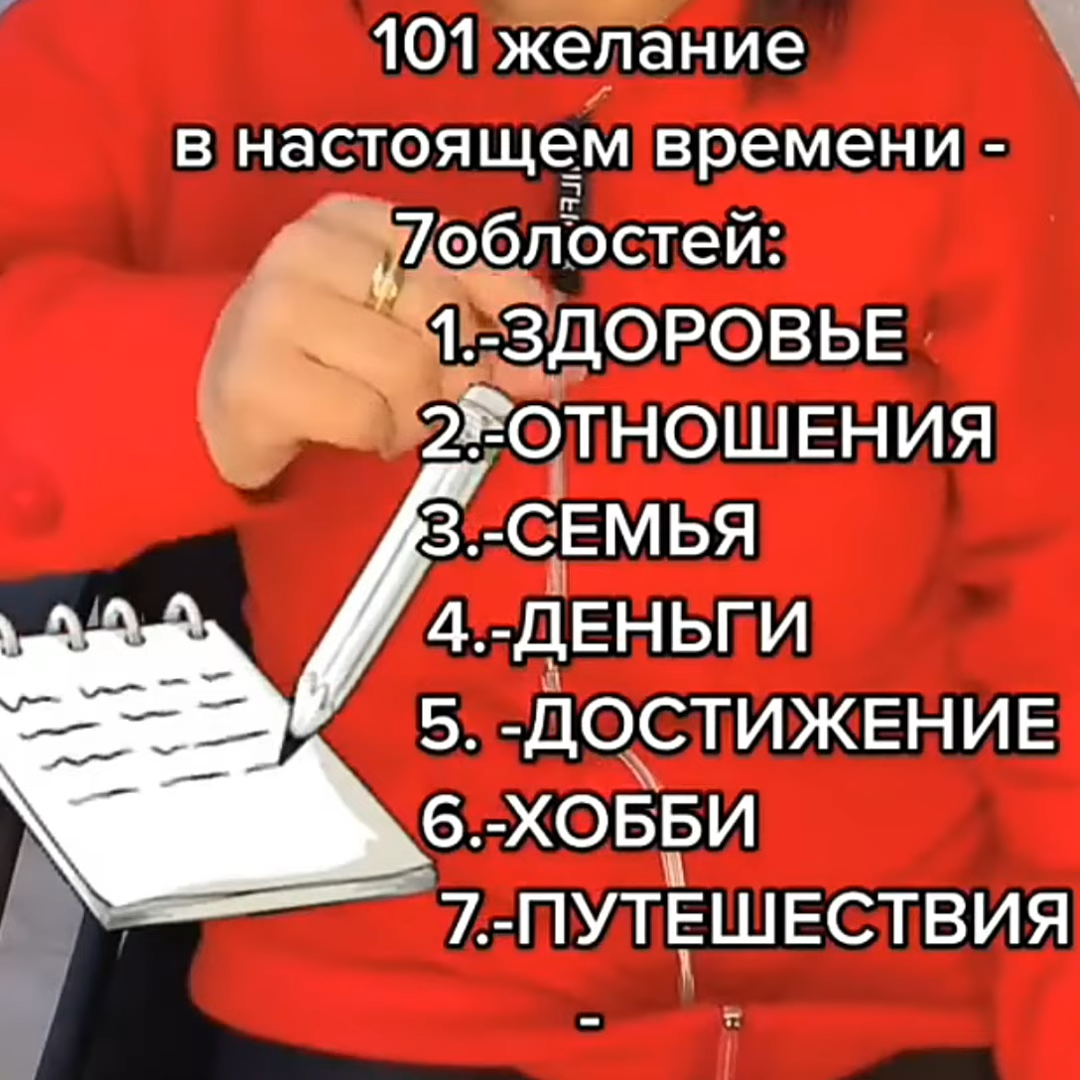 101 желание
в настоящем времени -
7облостей:
1.-ЗДОРОВЬЕ
2.-ОТНОШЕНИЯ
3.-СЕМЬЯ
4.-ДЕНЬГИ
5. -ДОСТИЖЕНИЕ
6.-ХОББИ
7.-ПУТЕШЕСТВИЯ
-